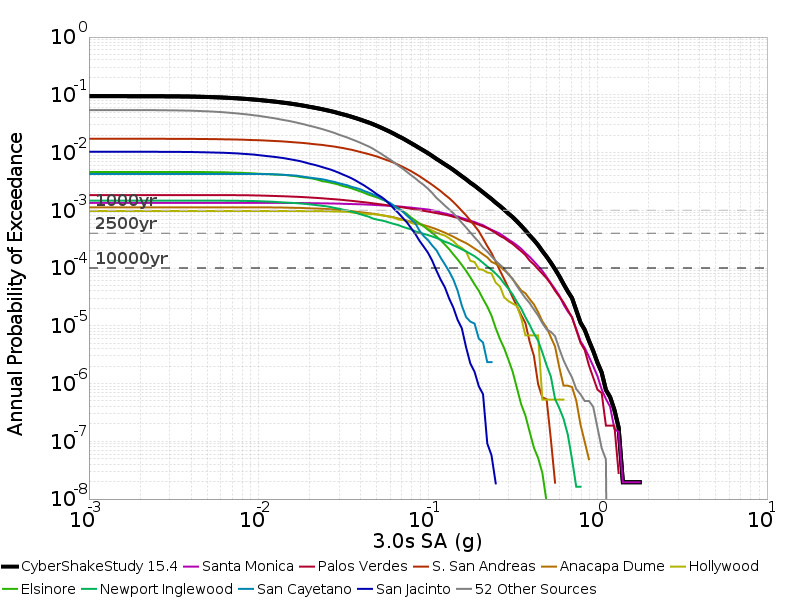 10^0
10^-1
10^-2
10^-3
10^-4
10^-5
10^-6
10^-7
10^-8
Annual Probability of Exceedance
1000yr
2500yr
10000yr
10^-3 10^-2 10^-1 10^0 10^1
3.0s SA (g)
CyberShakeStudy 15.4 Santa Monica Palos Verdes S. San Andreas Anacapa Dume Hollywood
Elsinore Newport Inglewood San Cayetano San Jacinto 52 Other Sources